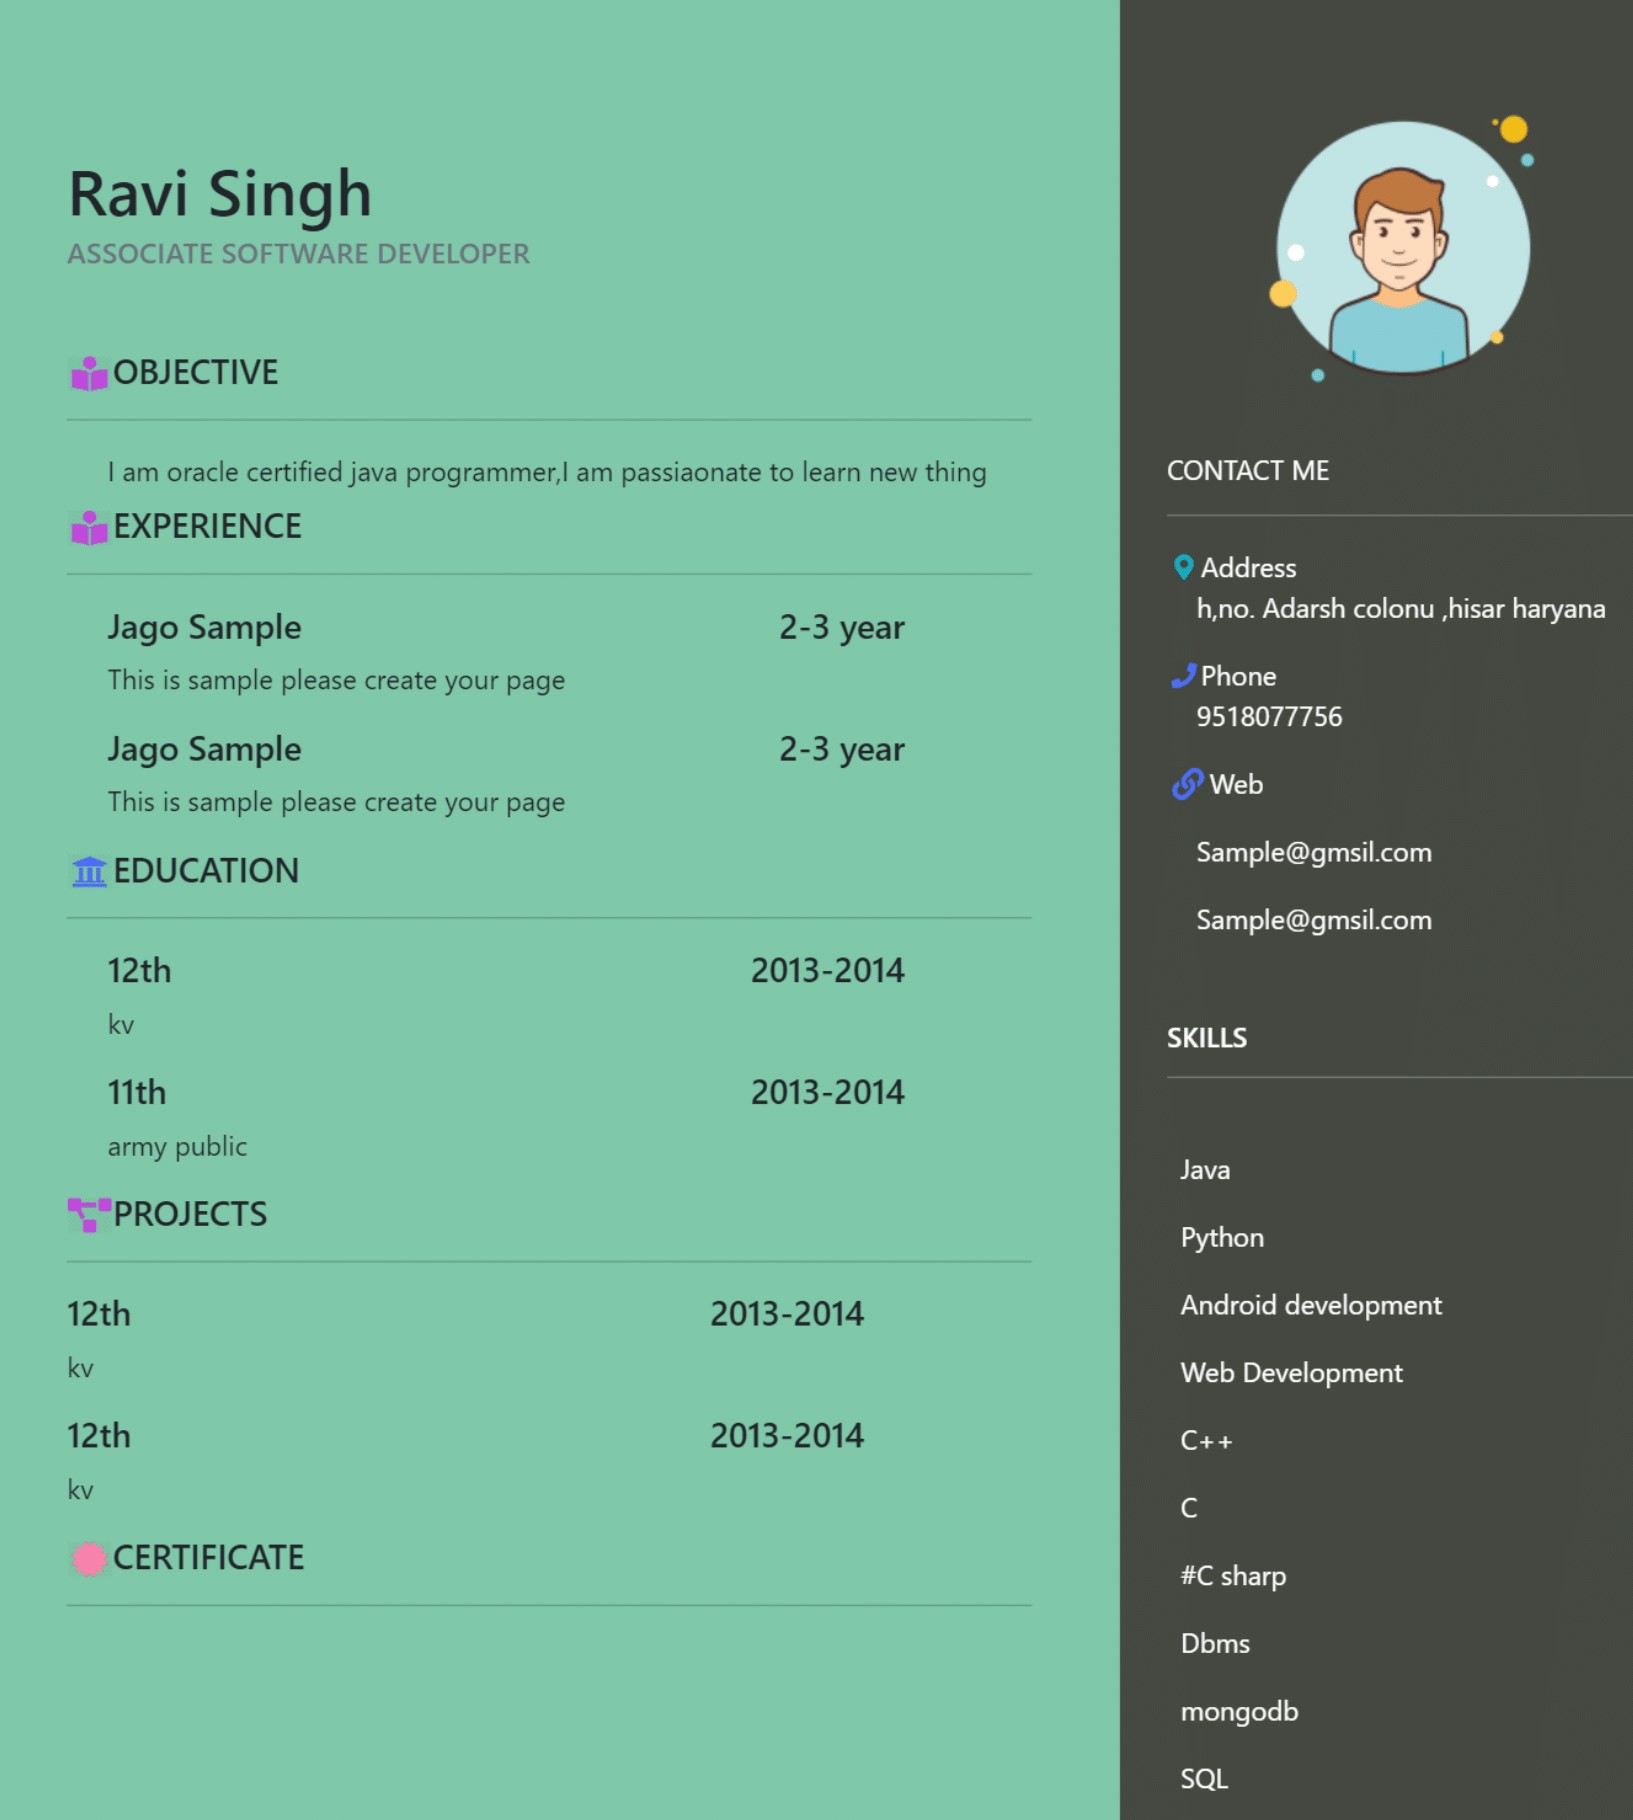 Ravi Singh
ASSOCIATE SOFTWARE DEVELOPER
OBJECTIVE
I am oracle certified java programmer,I am passiaonate to learn new thing
EXPERIENCE
Jago Sample 2-3 year
This is sample please create your page
Jago Sample 2-3 year
This is sample please create your page
EDUCATION
12th 2013-2014
kv
11th 2013-2014
army public
PROJECTS
12th 2013-2014
kv
12th 2013-2014
kv
CERTIFICATE
CONTACT ME
Address
h,no. Adarsh colonu ,hisar haryana
Phone
9518077756
Web
Sample@gmsil.com
Sample@gmsil.com
SKILLS
Java
Python
Android development
Web Development
C++
C
#C sharp
Dbms
mongodb
SQL